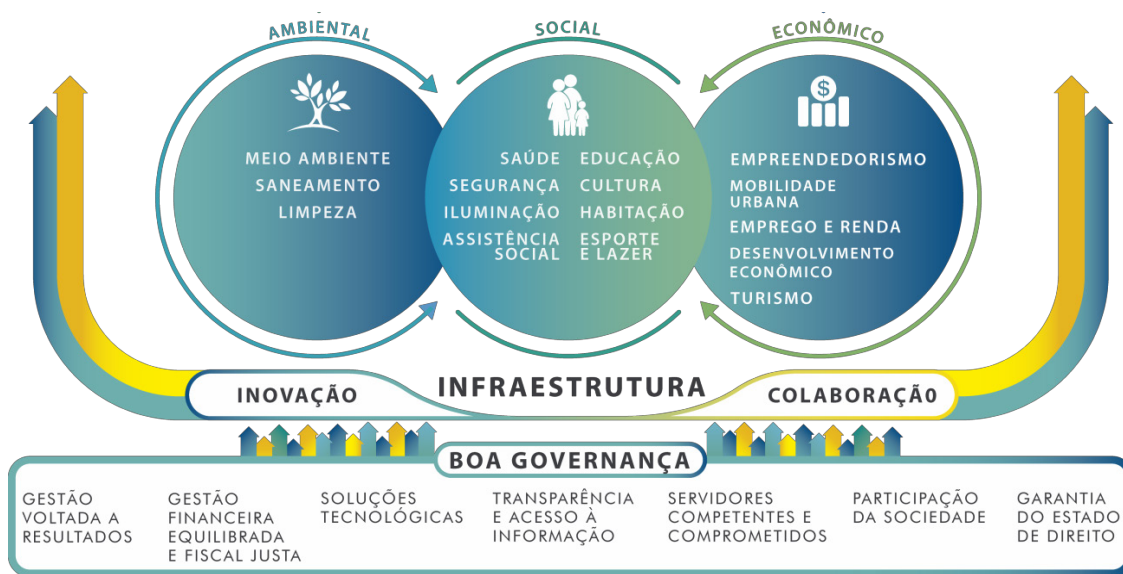 AMBIENTAL
SOCIAL
ECONÔMICO
MEIO AMBIENTE
SANEAMENTO
LIMPEZA
SAÚDE
SEGURANÇA
ILUMINAÇÃO
ASSISTÊNCIA
SOCIAL
EDUCAÇÃO
CULTURA
HABITAÇÃO
ESPORTE
E LAZER
$
EMPREENDEDORISMO
MOBILIDADE
URBANA
EMPREGO E RENDA
DESENVOLVIMENTO
ECONÔMICO
TURISMO
INOVAÇÃO
INFRAESTRUTURA
COLABORAÇÃ0
BOA GOVERNANÇA
GESTÃO
VOLTADA A
RESULTADOS
GESTÃO
FINANCEIRA
EQUILIBRADA
E FISCAL JUSTA
SOLUÇÕES
TECNOLÓGICAS
TRANSPARÊNCIA
E ACESSO À
INFORMAÇÃO
SERVIDORES
COMPETENTES E
COMPROMETIDOS
PARTICIPAÇÃO
DA SOCIEDADE
GARANTIA
DO ESTADO
DE DIREITO